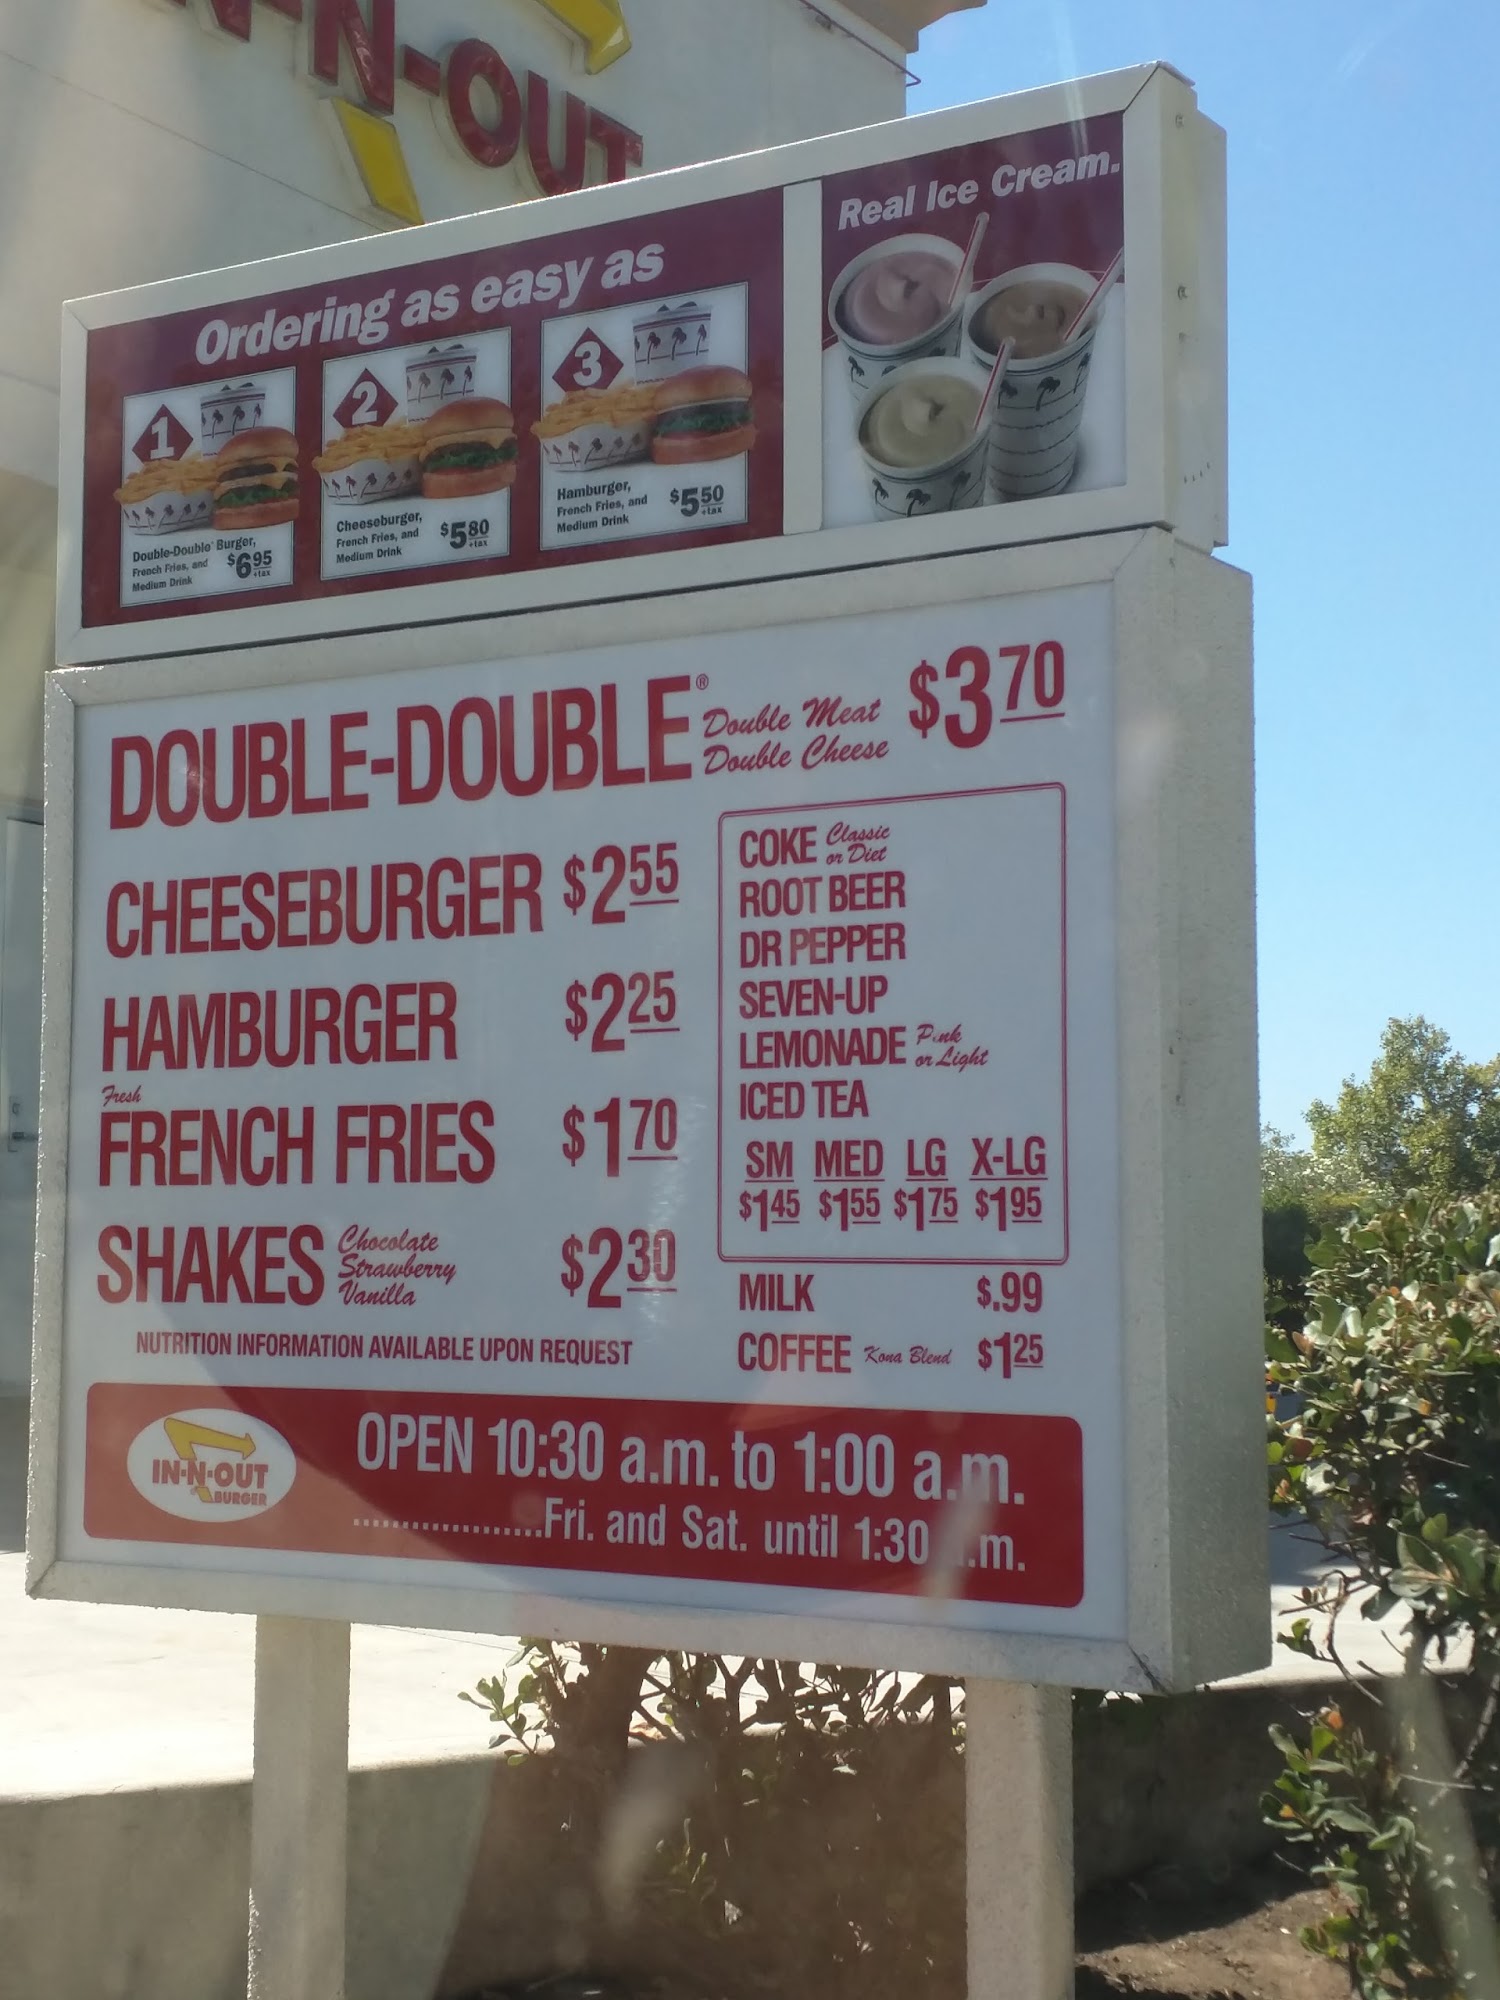 N-N-OUT
Ordering as easy as
1
Double-Double® Burger,
French Fries, and
Medium Drink
$6.95
+tax
2
Cheeseburger,
French Fries, and
Medium Drink
$5.80
+tax
3
Hamburger,
French Fries, and
Medium Drink
$5.50
+tax
Real Ice Cream.
DOUBLE-DOUBLE® Double Meat Double Cheese $3.70
CHEESEBURGER $2.55
HAMBURGER $2.25
Fresh
FRENCH FRIES $1.70
SHAKES Chocolate Strawberry Vanilla $2.30
NUTRITION INFORMATION AVAILABLE UPON REQUEST
COKE Classic or Diet
ROOT BEER
DR PEPPER
SEVEN-UP
LEMONADE Pink or Light
ICED TEA
SM MED LG X-LG
$1.45 $1.55 $1.75 $1.95
MILK $.99
COFFEE Kona Blend $1.25
IN-N-OUT
BURGER
OPEN 10:30 a.m. to 1:00 a.m.
....................Fri. and Sat. until 1:30 a.m.